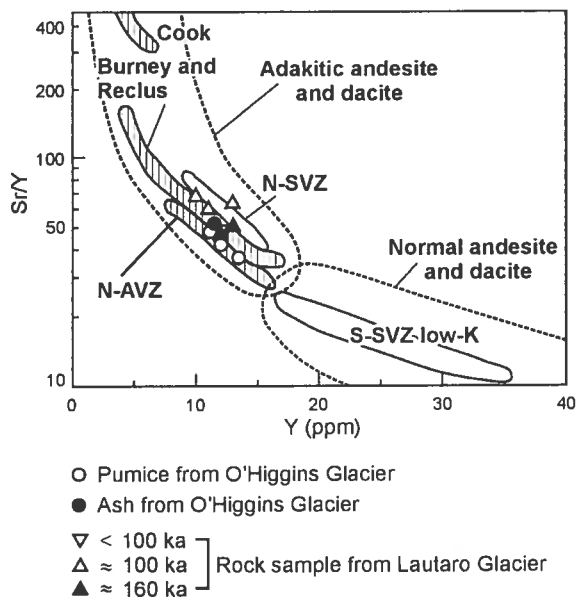 400
200
100
50
10
Sr/Y
Cook
Burney and
Reclus
Adakitic andesite
and dacite
N-SVZ
N-AVZ
Normal andesite
and dacite
S-SVZ low-K
0
10
20
30
40
Y (ppm)
Pumice from O'Higgins Glacier
Ash from O'Higgins Glacier
< 100 ka
≈ 100 ka
≈ 160 ka
Rock sample from Lautaro Glacier